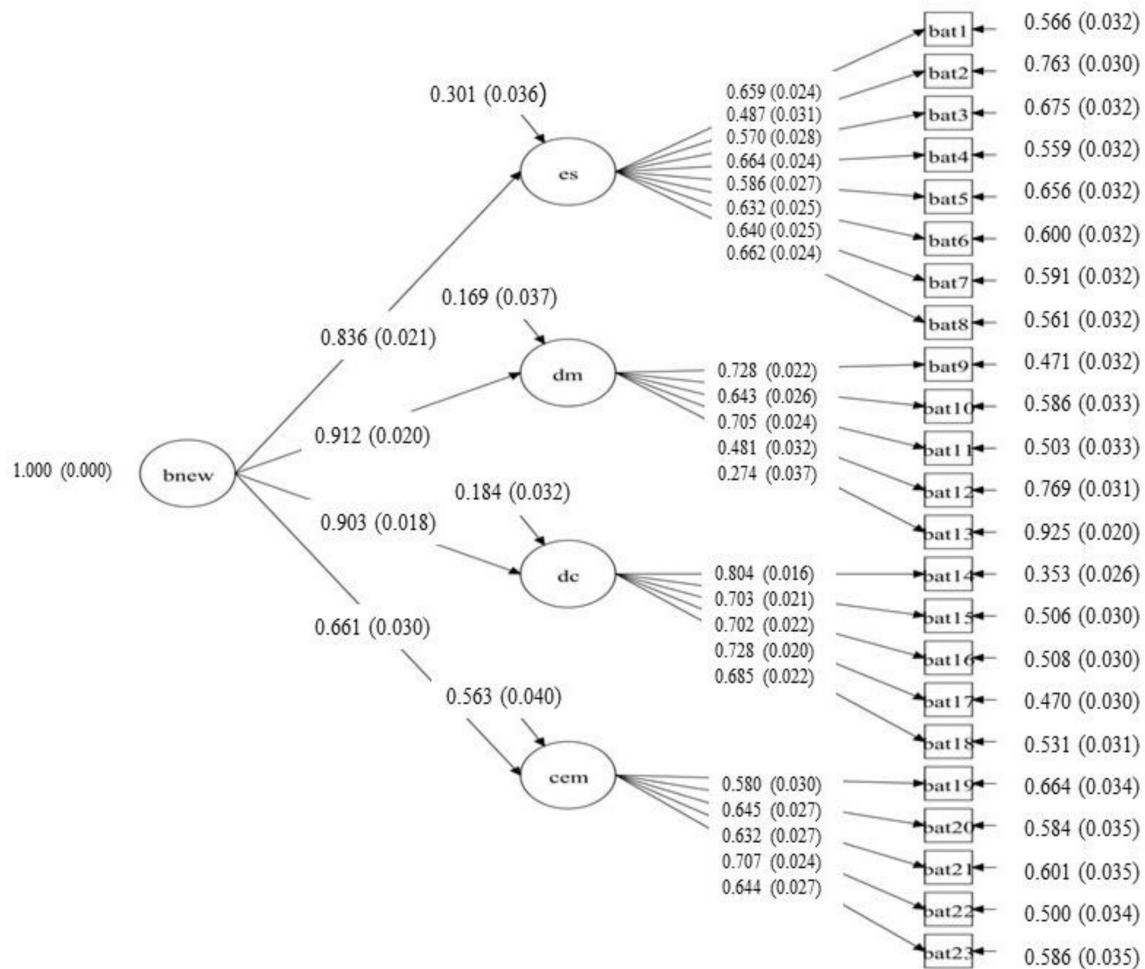 bat1
0.566 (0.032)
bat2
0.763 (0.030)
bat3
0.675 (0.032)
bat4
0.559 (0.032)
bat5
0.656 (0.032)
bat6
0.600 (0.032)
bat7
0.591 (0.032)
bat8
0.561 (0.032)
bat9
0.471 (0.032)
bat10
0.586 (0.033)
bat11
0.503 (0.033)
bat12
0.769 (0.031)
bat13
0.925 (0.020)
bat14
0.353 (0.026)
bat15
0.506 (0.030)
bat16
0.508 (0.030)
bat17
0.470 (0.030)
bat18
0.531 (0.031)
bat19
0.664 (0.034)
bat20
0.584 (0.035)
bat21
0.601 (0.035)
bat22
0.500 (0.034)
bat23
0.586 (0.035)
0.301 (0.036)
es
0.659 (0.024)
0.487 (0.031)
0.570 (0.028)
0.664 (0.024)
0.586 (0.027)
0.632 (0.025)
0.640 (0.025)
0.662 (0.024)
0.169 (0.037)
dm
0.728 (0.022)
0.643 (0.026)
0.705 (0.024)
0.481 (0.032)
0.274 (0.037)
0.184 (0.032)
dc
0.804 (0.016)
0.703 (0.021)
0.702 (0.022)
0.728 (0.020)
0.685 (0.022)
0.563 (0.040)
cem
0.580 (0.030)
0.645 (0.027)
0.632 (0.027)
0.707 (0.024)
0.644 (0.027)
0.836 (0.021)
0.912 (0.020)
0.903 (0.018)
0.661 (0.030)
1.000 (0.000)
bnew